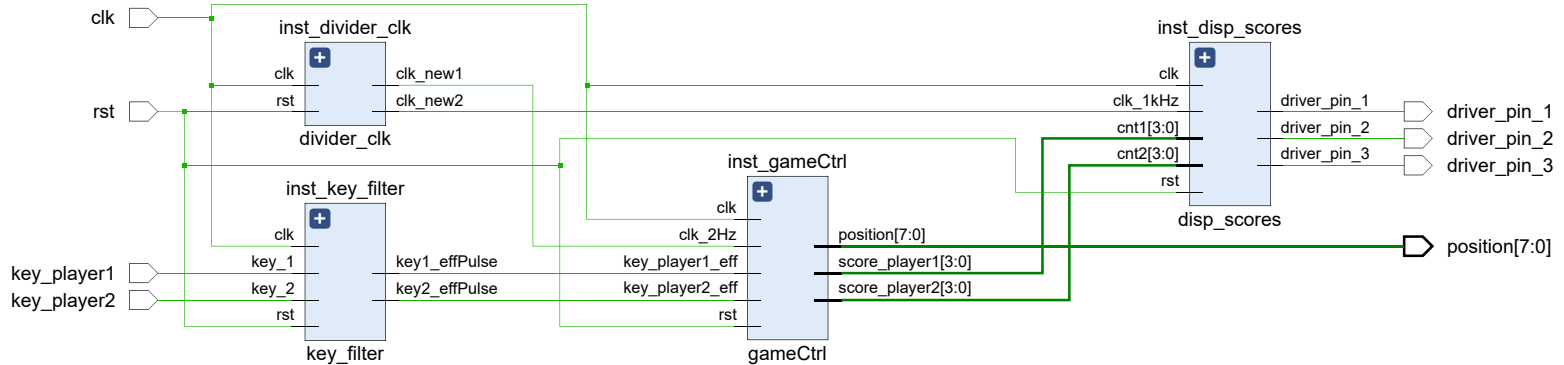 clk
rst
key_player1
key_player2
inst_divider_clk
clk
rst
clk_new1
clk_new2
divider_clk
inst_key_filter
clk
key_1
key_2
rst
key1_effPulse
key2_effPulse
key_filter
inst_gameCtrl
clk
clk_2Hz
key_player1_eff
key_player2_eff
rst
position[7:0]
score_player1[3:0]
score_player2[3:0]
gameCtrl
inst_disp_scores
clk
clk_1kHz
cnt1[3:0]
cnt2[3:0]
rst
driver_pin_1
driver_pin_2
driver_pin_3
disp_scores
driver_pin_1
driver_pin_2
driver_pin_3
position[7:0]